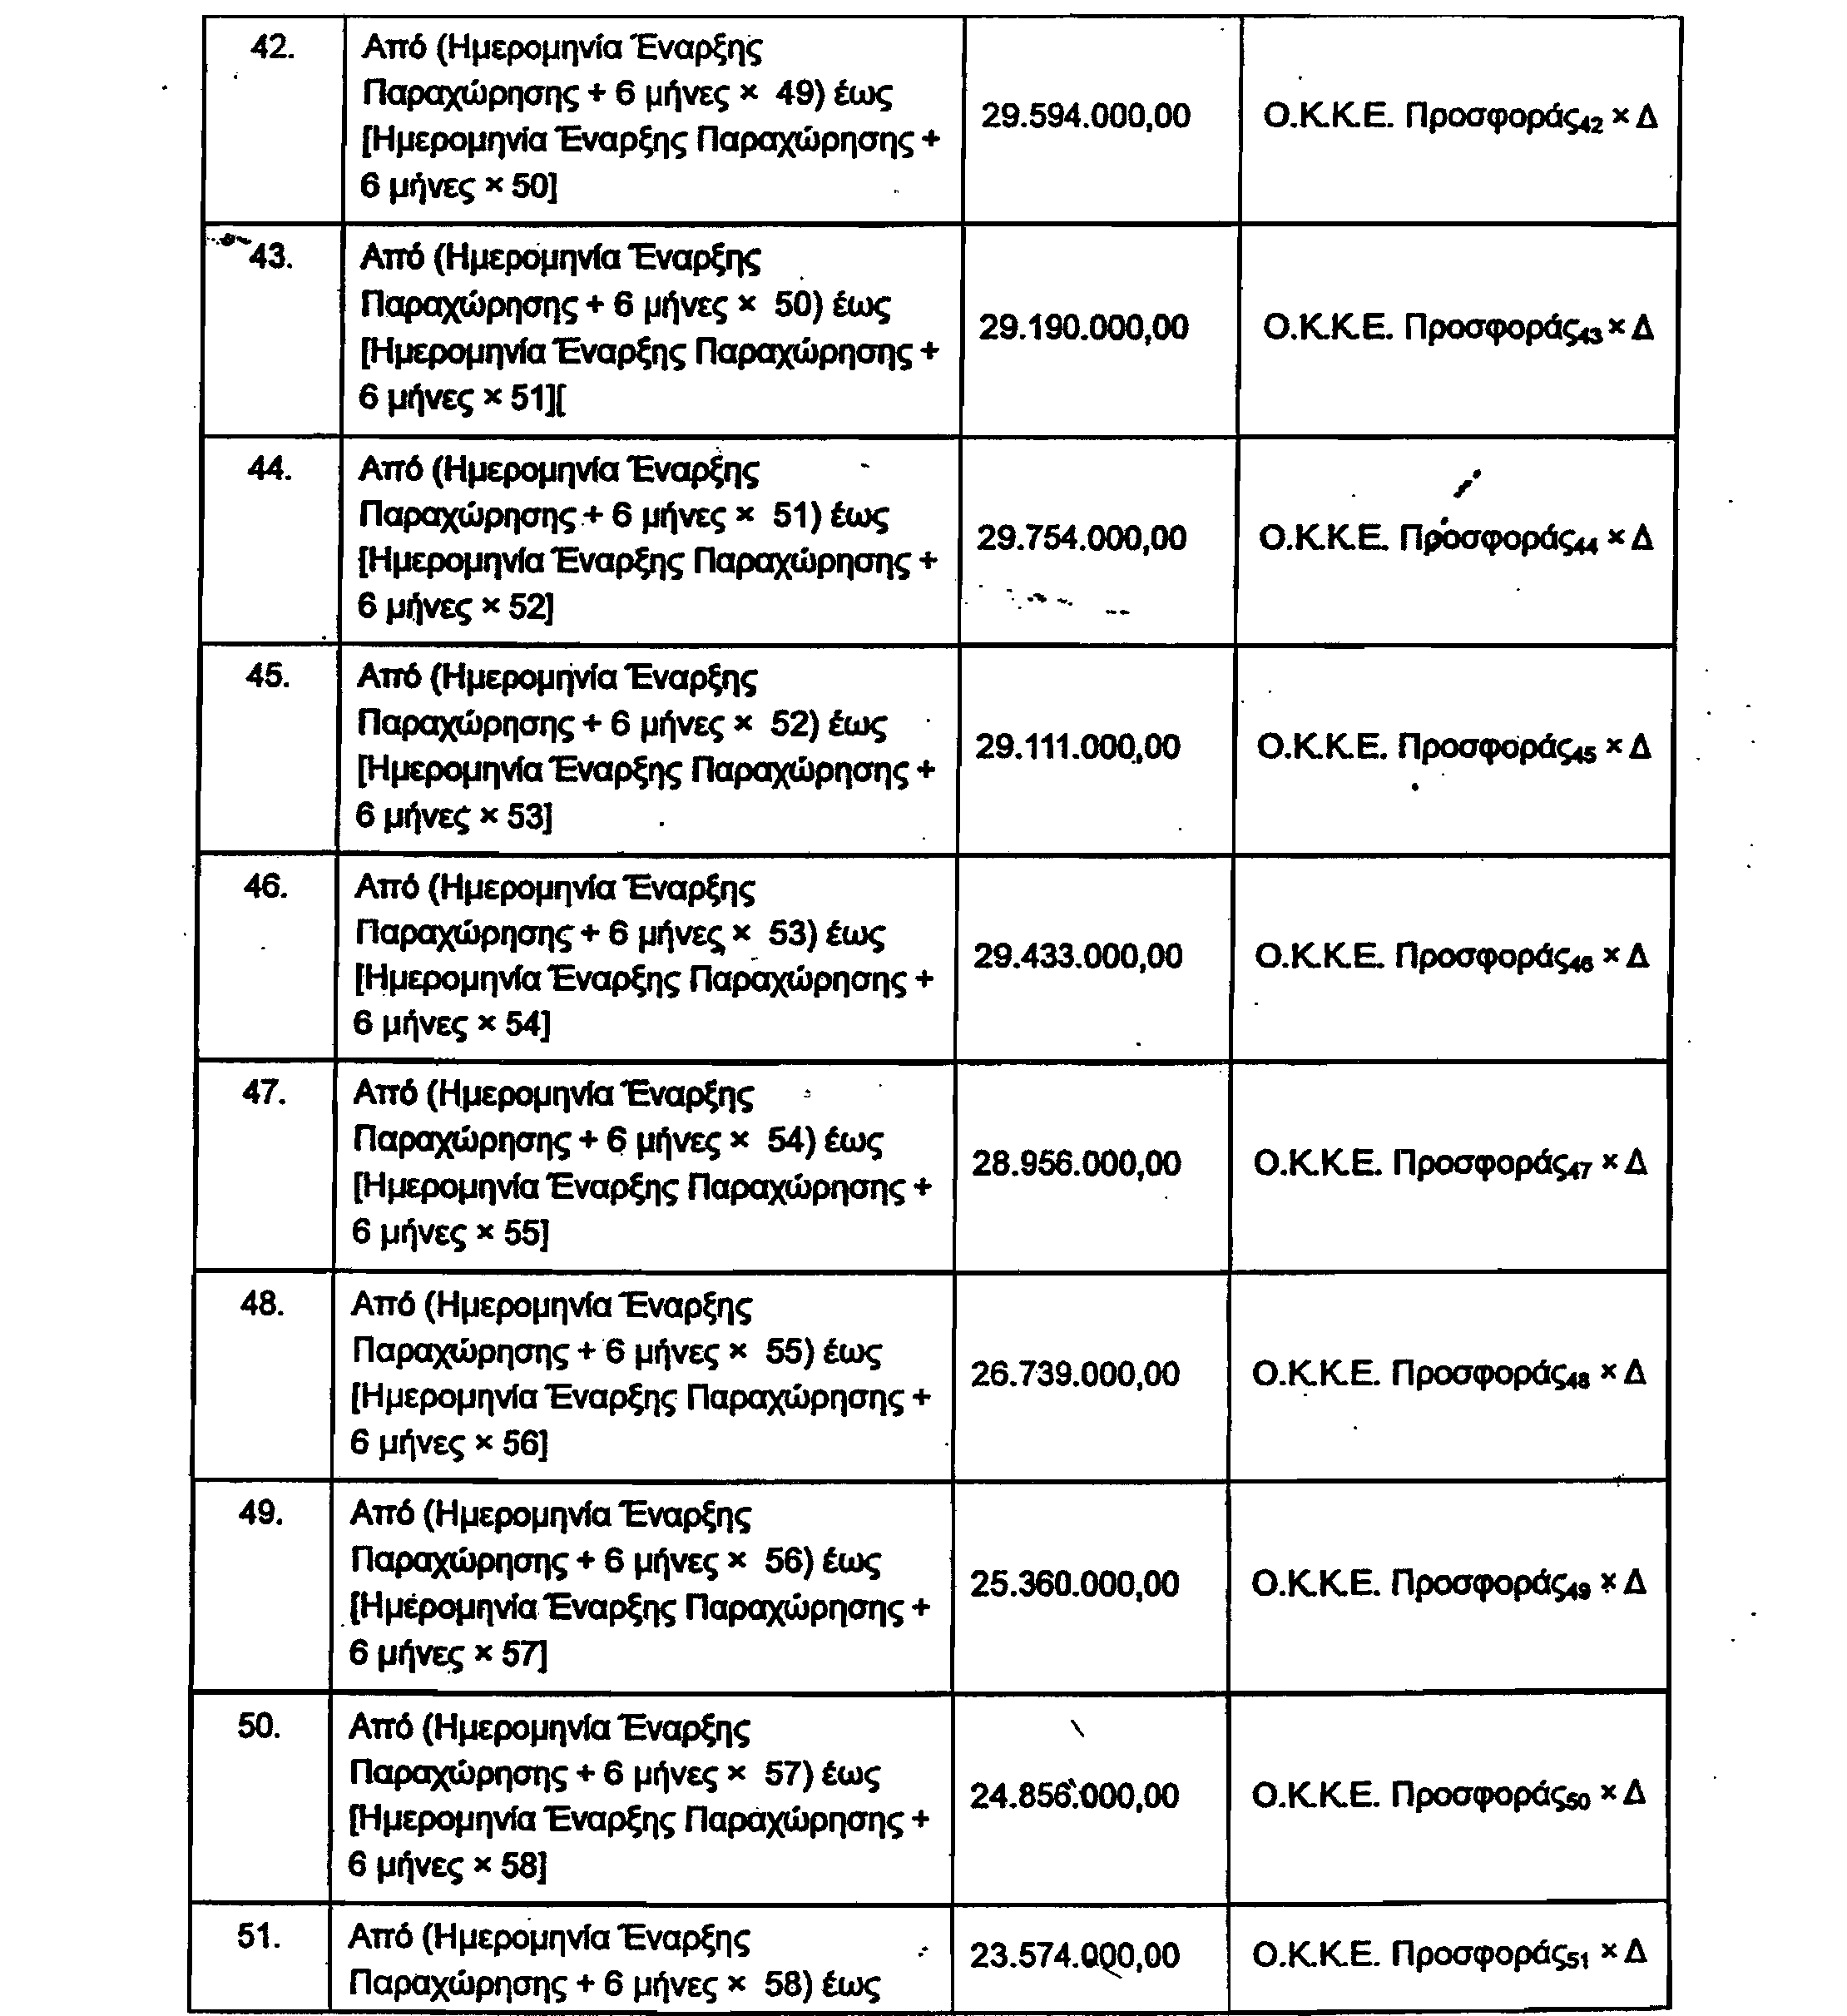 42.
Από (Ημερομηνία Έναρξης
Παραχώρησης + 6 μήνες × 49) έως
[Ημερομηνία Έναρξης Παραχώρησης +
6 μήνες × 50]
29.594.000,00
Ο.Κ.Κ.Ε. Προσφοράς42 × Δ
43.
Από (Ημερομηνία Έναρξης
Παραχώρησης + 6 μήνες × 50) έως
[Ημερομηνία Έναρξης Παραχώρησης +
6 μήνες × 51][
29.190.000,00
Ο.Κ.Κ.Ε. Προσφοράς43 × Δ
44.
Από (Ημερομηνία Έναρξης
Παραχώρησης + 6 μήνες × 51) έως
[Ημερομηνία Έναρξης Παραχώρησης +
6 μήνες × 52]
29.754.000,00
Ο.Κ.Κ.Ε. Προσφοράς44 × Δ
45.
Από (Ημερομηνία Έναρξης
Παραχώρησης + 6 μήνες × 52) έως
[Ημερομηνία Έναρξης Παραχώρησης +
6 μήνες × 53]
29.111.000,00
Ο.Κ.Κ.Ε. Προσφοράς45 × Δ
46.
Από (Ημερομηνία Έναρξης
Παραχώρησης + 6 μήνες × 53) έως
[Ημερομηνία Έναρξης Παραχώρησης +
6 μήνες × 54]
29.433.000,00
Ο.Κ.Κ.Ε. Προσφοράς46 × Δ
47.
Από (Ημερομηνία Έναρξης
Παραχώρησης + 6 μήνες × 54) έως
[Ημερομηνία Έναρξης Παραχώρησης +
6 μήνες × 55]
28.956.000,00
Ο.Κ.Κ.Ε. Προσφοράς47 × Δ
48.
Από (Ημερομηνία Έναρξης
Παραχώρησης + 6 μήνες × 55) έως
[Ημερομηνία Έναρξης Παραχώρησης +
6 μήνες × 56]
26.739.000,00
Ο.Κ.Κ.Ε. Προσφοράς48 × Δ
49.
Από (Ημερομηνία Έναρξης
Παραχώρησης + 6 μήνες × 56) έως
[Ημερομηνία Έναρξης Παραχώρησης +
6 μήνες × 57]
25.360.000,00
Ο.Κ.Κ.Ε. Προσφοράς49 × Δ
50.
Από (Ημερομηνία Έναρξης
Παραχώρησης + 6 μήνες × 57) έως
[Ημερομηνία Έναρξης Παραχώρησης +
6 μήνες × 58]
24.856.000,00
Ο.Κ.Κ.Ε. Προσφοράς50 × Δ
51.
Από (Ημερομηνία Έναρξης
Παραχώρησης + 6 μήνες × 58) έως
23.574.000,00
Ο.Κ.Κ.Ε. Προσφοράς51 × Δ